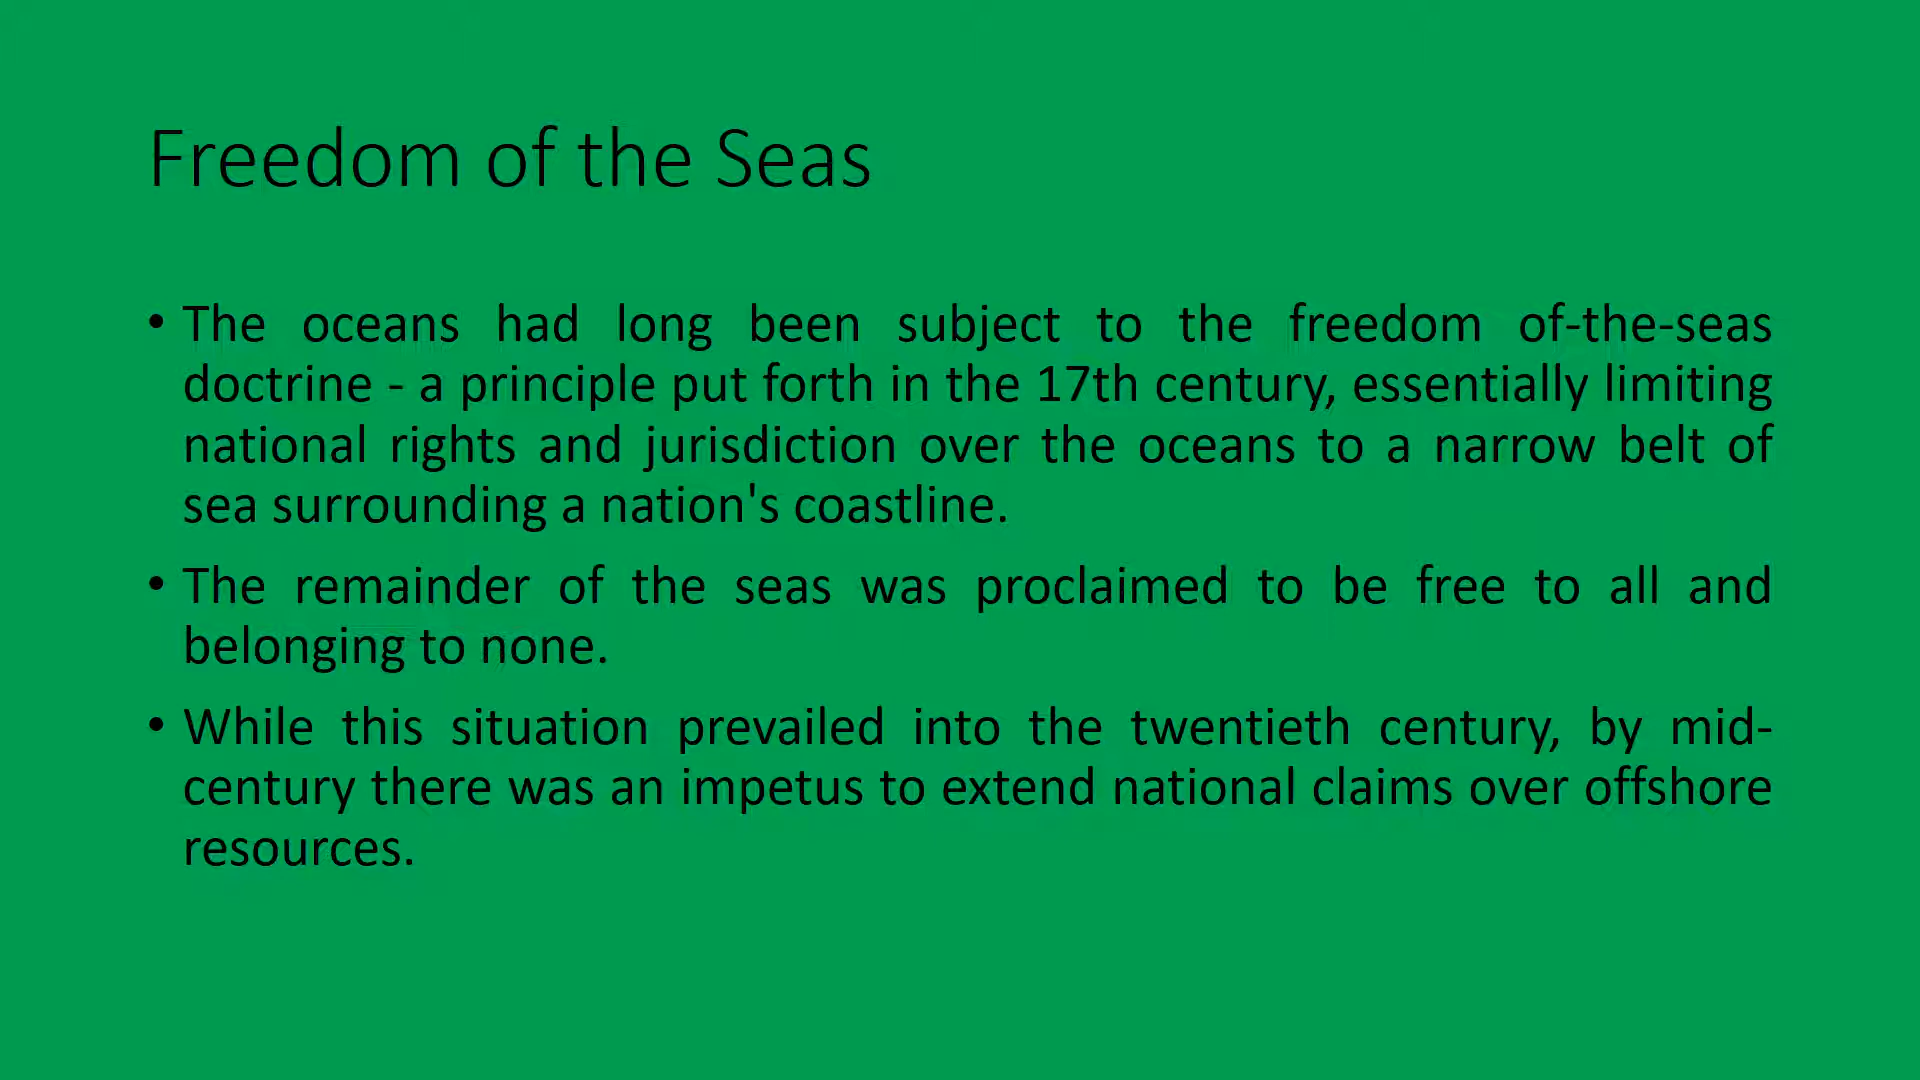 Freedom of the Seas
• The oceans had long been subject to the freedom of-the-seas
doctrine - a principle put forth in the 17th century, essentially limiting
national rights and jurisdiction over the oceans to a narrow belt of
sea surrounding a nation's coastline.
• The remainder of the seas was proclaimed to be free to all and
belonging to none.
• While this situation prevailed into the twentieth century, by mid-
century there was an impetus to extend national claims over offshore
resources.